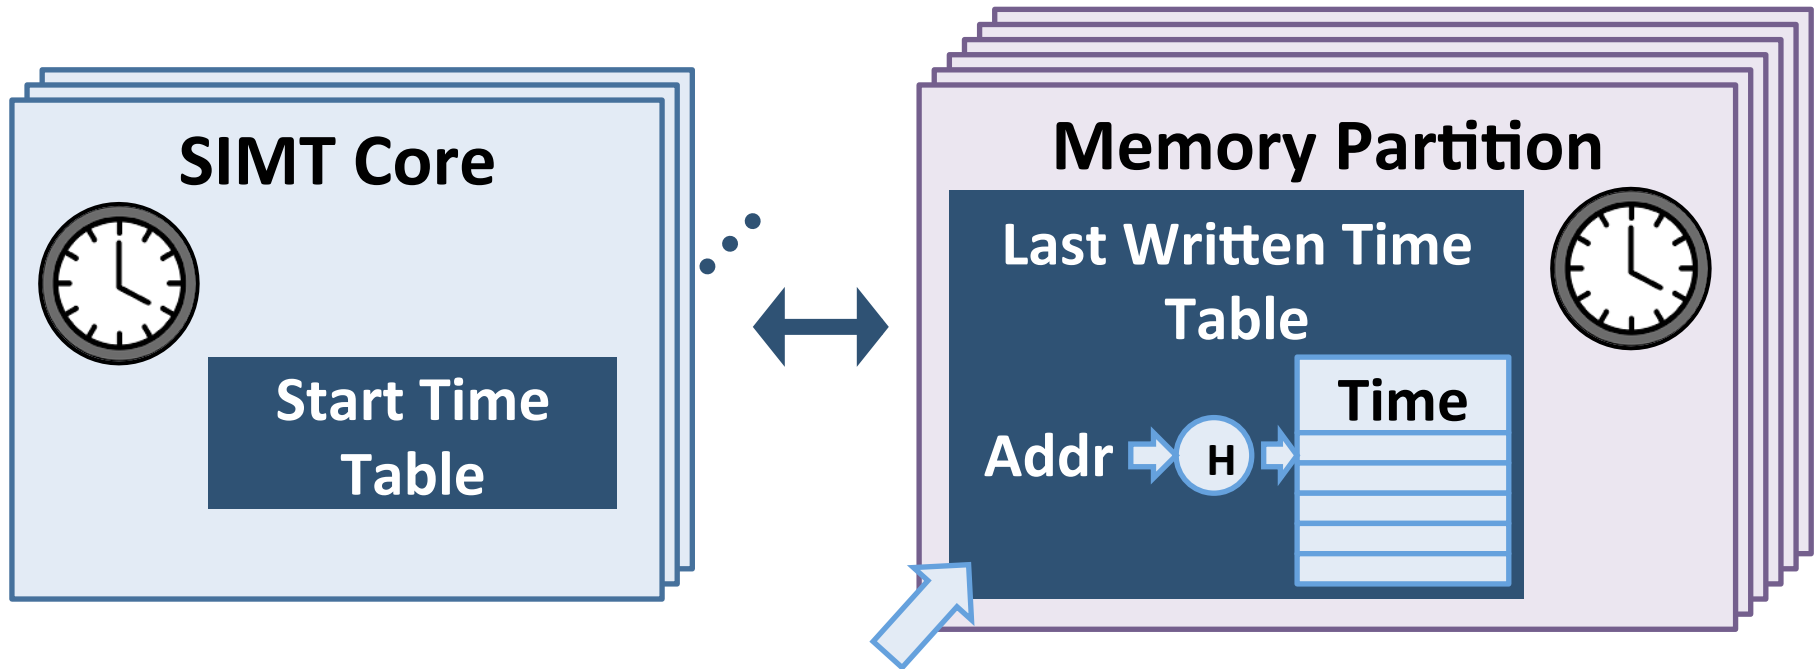 SIMT Core
Start Time
Table
Memory Partition
Last Written Time
Table
Time
Addr
H